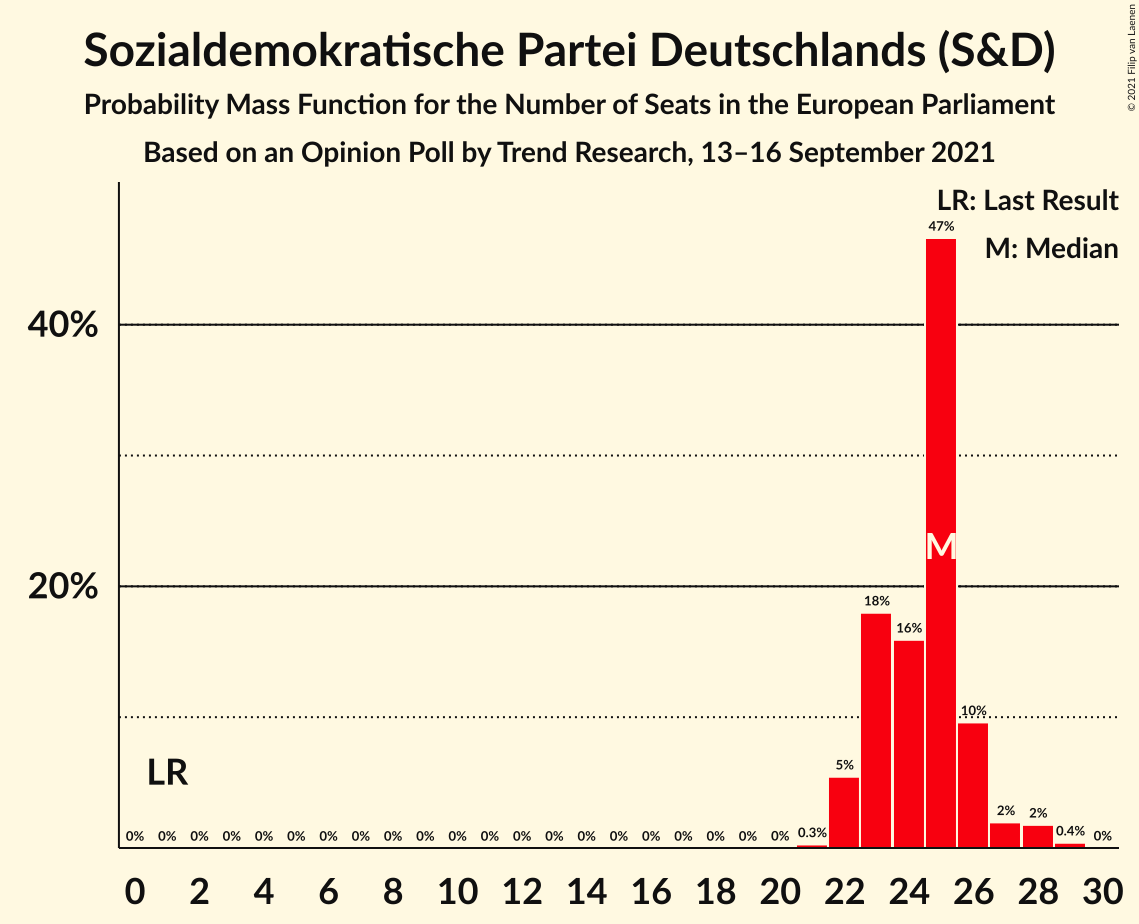 Sozialdemokratische Partei Deutschlands (S&D)
Probability Mass Function for the Number of Seats in the European Parliament
Based on an Opinion Poll by Trend Research, 13–16 September 2021
© 2021 Filip van Laenen
LR: Last Result
M: Median
40%
20%
LR
M
0% 0% 0% 0% 0% 0% 0% 0% 0% 0% 0% 0% 0% 0% 0% 0% 0% 0% 0% 0% 0% 0.3% 5% 18% 16% 47% 10% 2% 2% 0.4% 0%
0 2 4 6 8 10 12 14 16 18 20 22 24 26 28 30